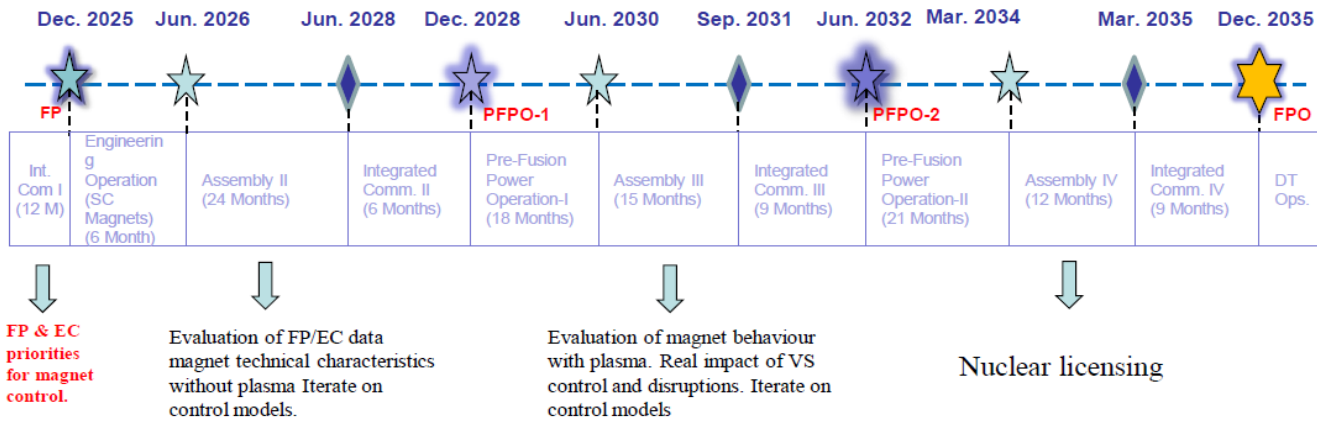 Dec. 2025 Jun. 2026 Jun. 2028 Dec. 2028 Jun. 2030 Sep. 2031 Jun. 2032 Mar. 2034 Mar. 2035 Dec. 2035
FP PFPO-1 PFPO-2 FPO
Int.
Com I
(12 M)
Engineerin
g
Operation
(SC
Magnets)
(6 Month)
Assembly II
(24 Months)
Integrated
Comm. II
(6 Months)
Pre-Fusion
Power
Operation-I
(18 Months)
Assembly III
(15 Months)
Integrated
Comm. III
(9 Months)
Pre-Fusion
Power
Operation-II
(21 Months)
Assembly IV
(12 Months)
Integrated
Comm. IV
(9 Months)
DT
Ops.
FP & EC
priorities
for magnet
control.
Evaluation of FP/EC data
magnet technical characteristics
without plasma Iterate on
control models.
Evaluation of magnet behaviour
with plasma. Real impact of VS
control and disruptions. Iterate on
control models
Nuclear licensing